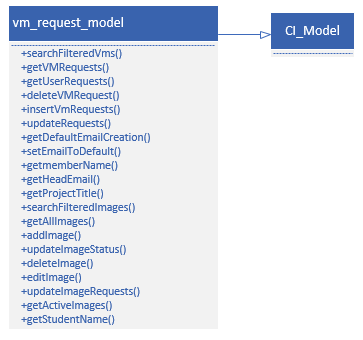 vm_request_model
CI_Model
+searchFilteredVms()
+getVMRequests()
+getUserRequests()
+deleteVMRequest()
+insertVmRequests()
+updateRequests()
+getDefaultEmailCreation()
+setEmailToDefault()
+getmemberName()
+getHeadEmail()
+getProjectTitle()
+searchFilteredImages()
+getAllImages()
+addImage()
+updateImageStatus()
+deleteImage()
+editImage()
+updateImageRequests()
+getActiveImages()
+getStudentName()